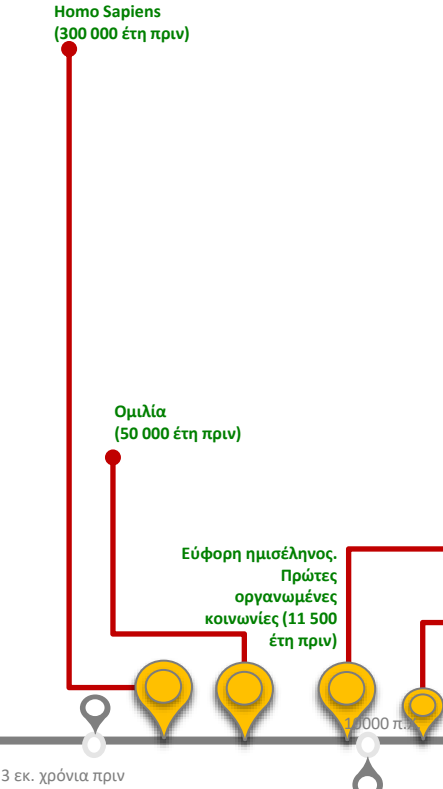 Homo Sapiens
(300 000 έτη πριν)
Ομιλία
(50 000 έτη πριν)
Εύφορη ημισέληνος.
Πρώτες
οργανωμένες
κοινωνίες (11 500
έτη πριν)
10000 π.
3 εκ. χρόνια πριν